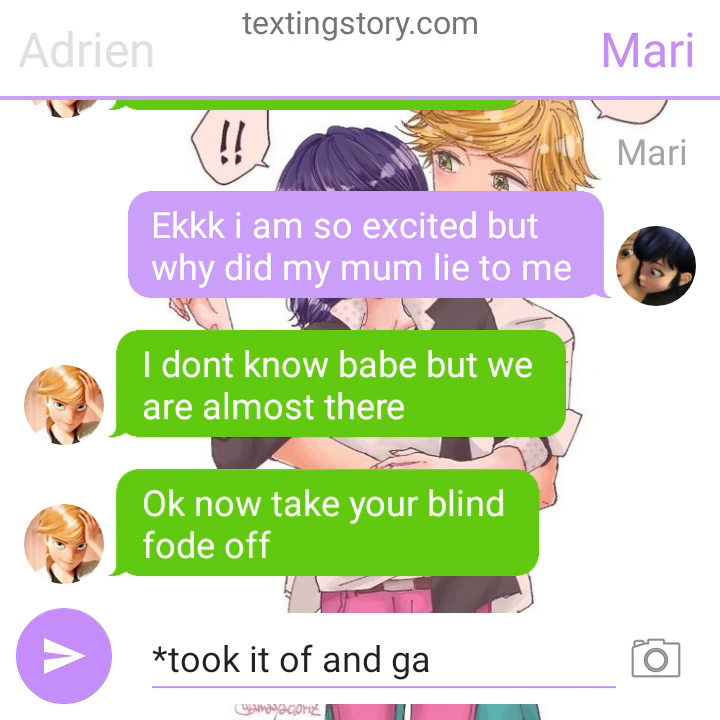 textingstory.com
Adrien
Mari
!!
Mari
Ekkk i am so excited but
why did my mum lie to me
I dont know babe but we
are almost there
Ok now take your blind
fode off
*took it of and ga